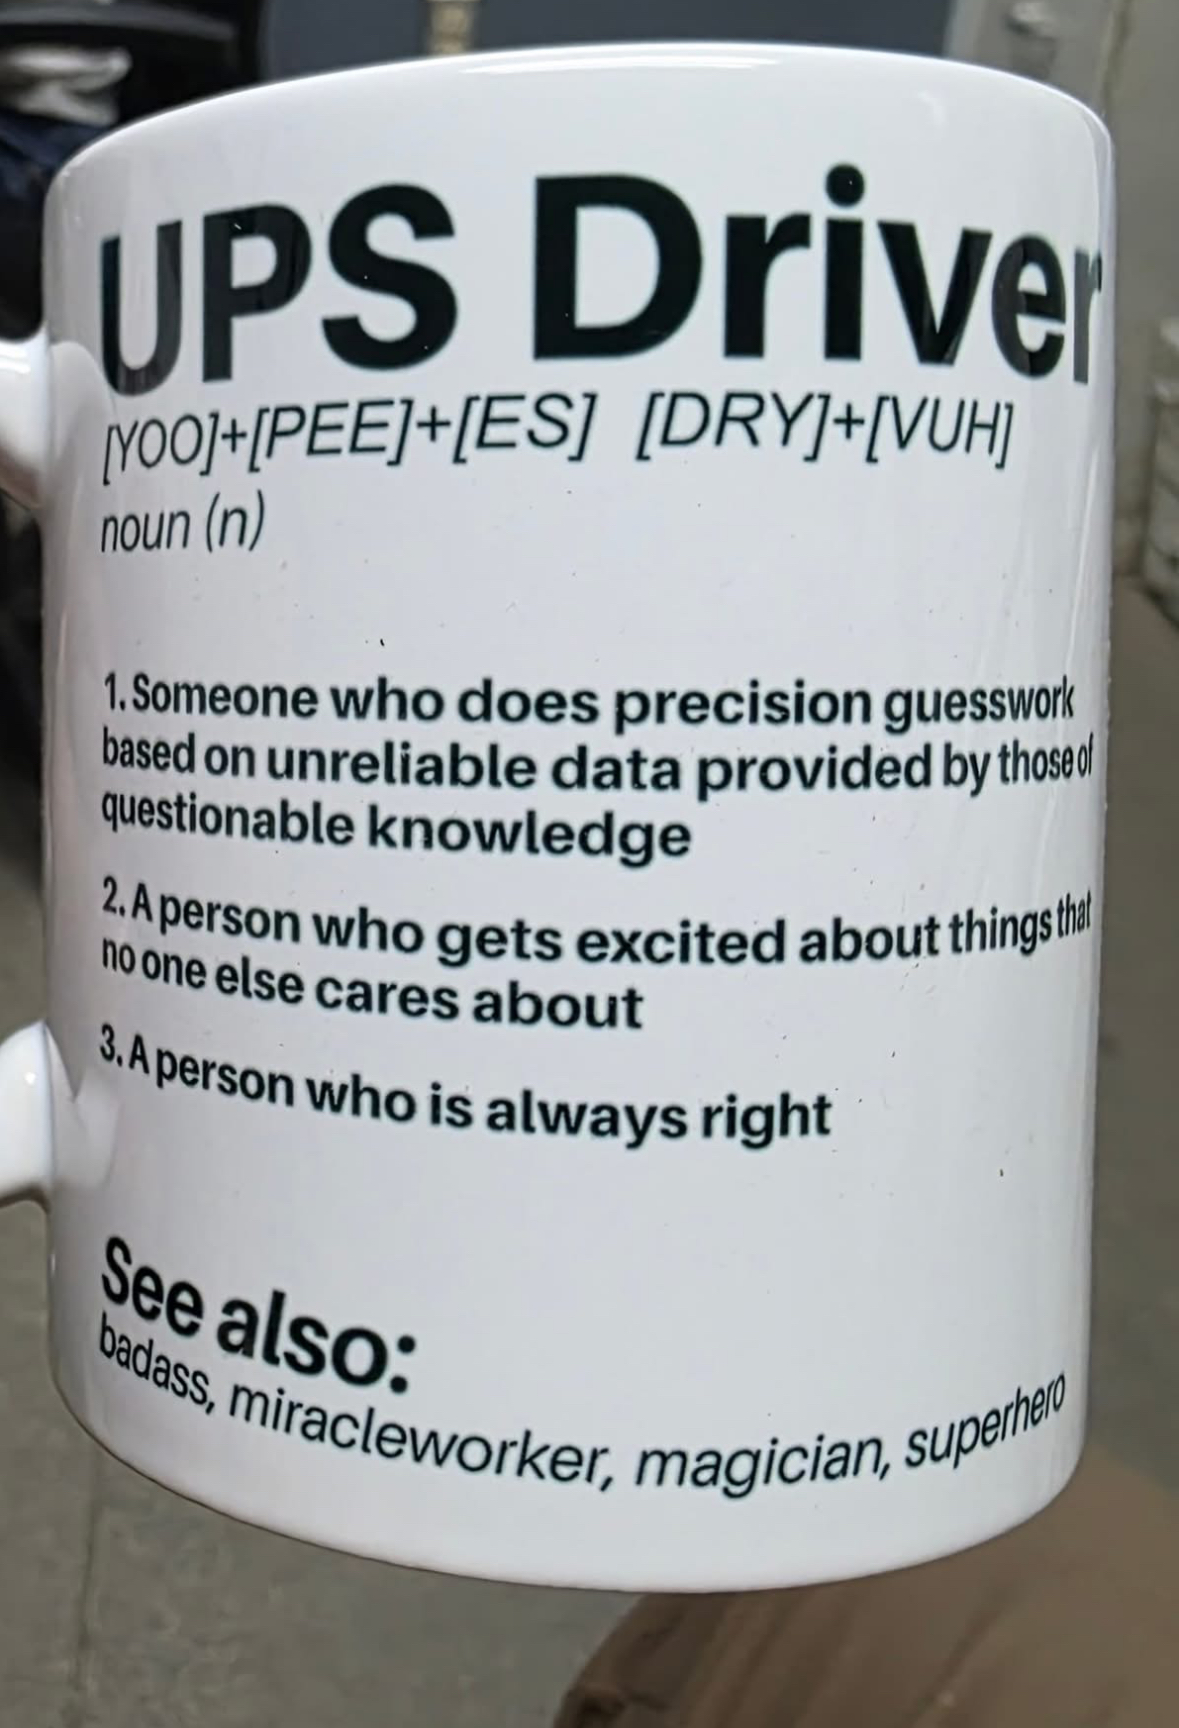 UPS Driver
[YOO]+[PEE]+[ES] [DRY]+[VUH]
noun (n)
1. Someone who does precision guesswork
based on unreliable data provided by those of
questionable knowledge
2. A person who gets excited about things that
no one else cares about
3. A person who is always right
See also:
badass, miracleworker, magician, superhero